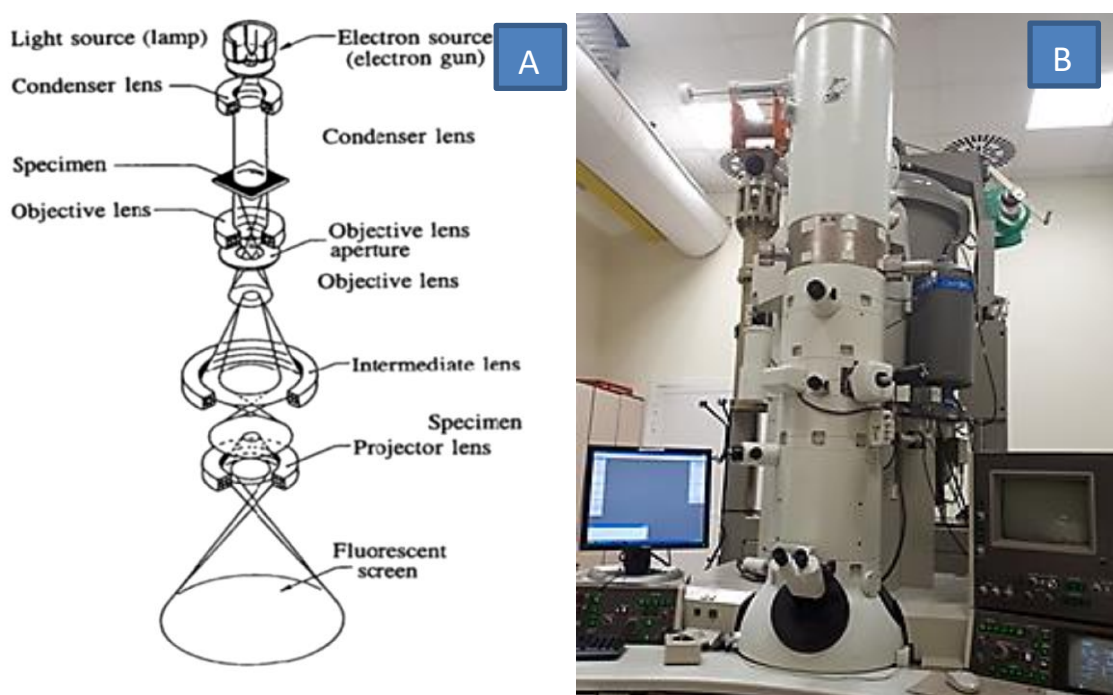 Light source (lamp)
Electron source
(electron gun)
A
Condenser lens
Condenser lens
Specimen
Objective lens
Objective lens
aperture
Objective lens
Intermediate lens
Specimen
Projector lens
Fluorescent
screen
B